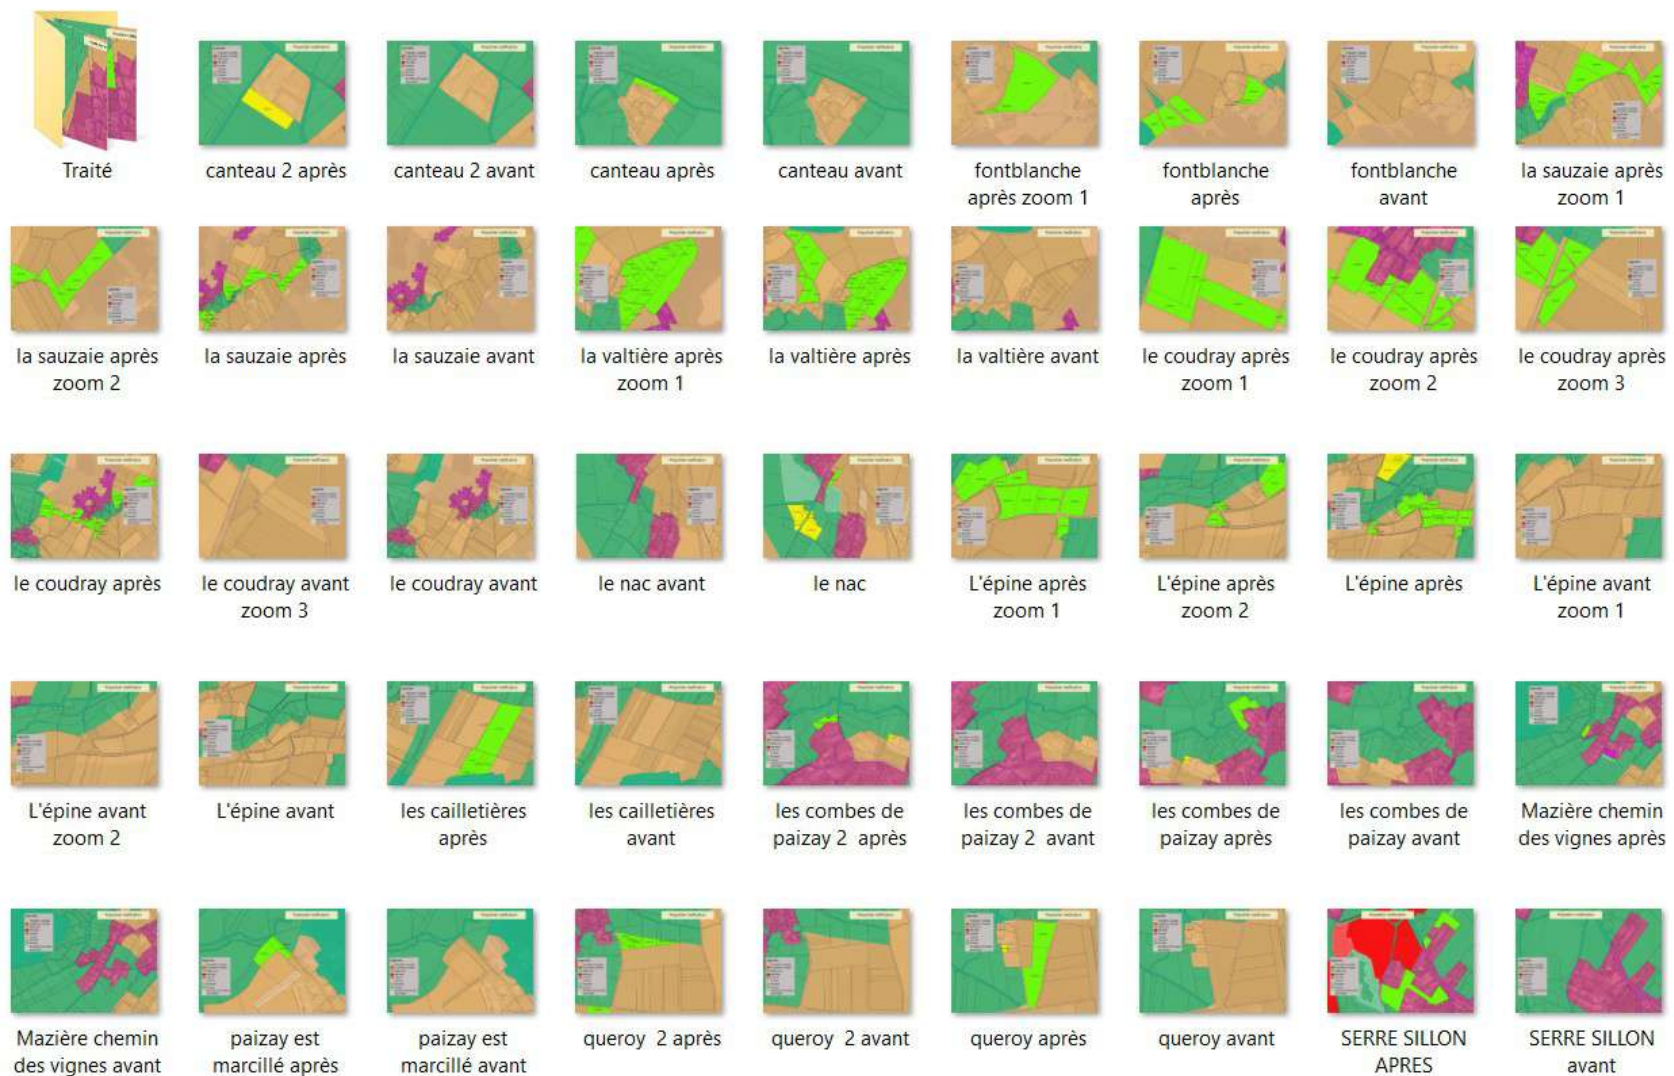 Traité
canteau 2 après
canteau 2 avant
canteau après
canteau avant
fontblanche
après zoom 1
fontblanche
après
fontblanche
avant
la sauzaie après
zoom 1
la sauzaie après
zoom 2
la sauzaie après
la sauzaie avant
la valtière après
zoom 1
la valtière après
la valtière avant
le coudray après
zoom 1
le coudray après
zoom 2
le coudray après
zoom 3
le coudray après
le coudray avant
zoom 3
le coudray avant
le nac avant
le nac
L'épine après
zoom 1
L'épine après
zoom 2
L'épine après
L'épine avant
zoom 1
L'épine avant
zoom 2
L'épine avant
les cailletières
après
les cailletières
avant
les combes de
paizay 2 après
les combes de
paizay 2 avant
les combes de
paizay après
les combes de
paizay avant
Mazière chemin
des vignes après
Mazière chemin
des vignes avant
paizay est
marcillé après
paizay est
marcillé avant
queroy 2 après
queroy 2 avant
queroy après
queroy avant
SERRE SILLON
APRES
SERRE SILLON
avant